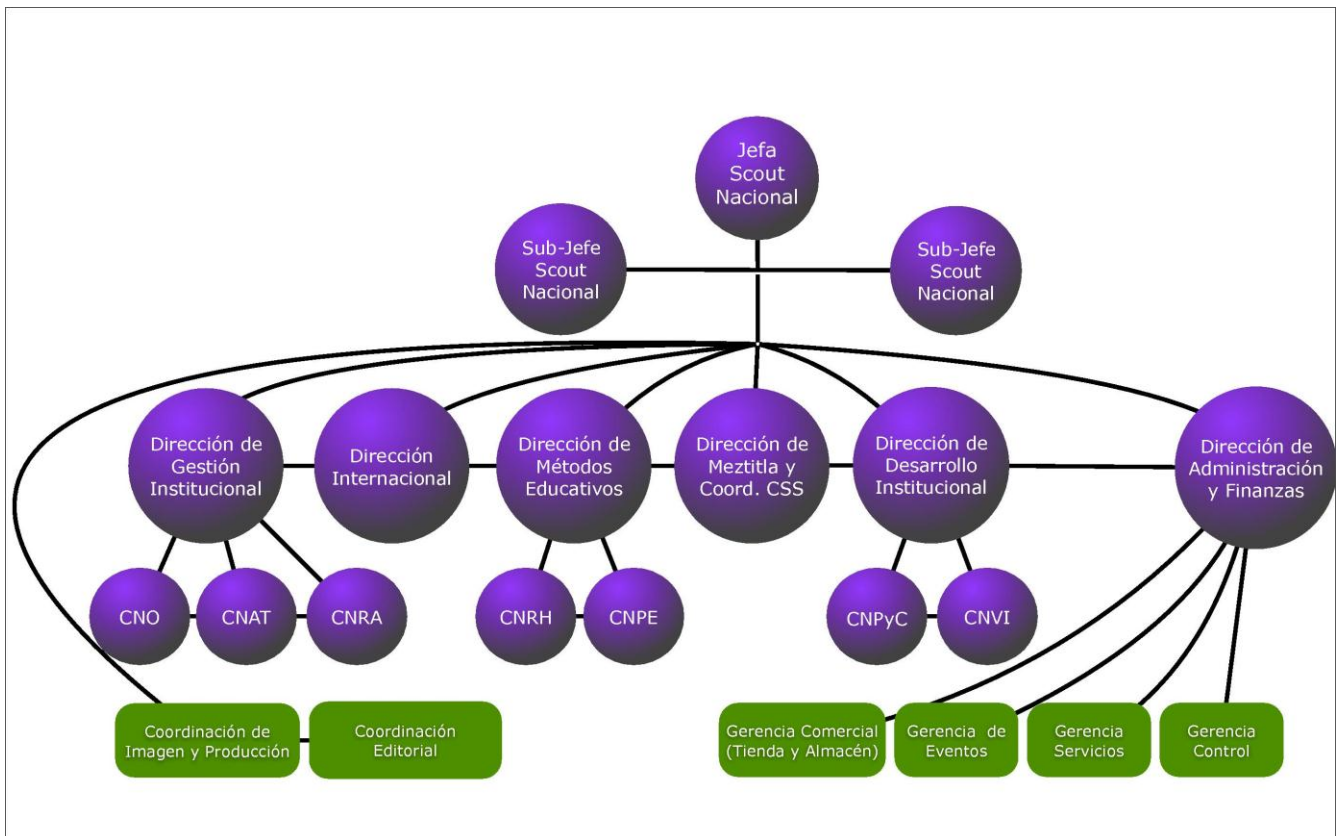 Jefa
Scout
Nacional
Sub-Jefe
Scout
Nacional
Sub-Jefe
Scout
Nacional
Dirección de
Gestión
Institucional
Dirección
Internacional
Dirección de
Métodos
Educativos
Dirección de
Meztitla y
Coord. CSS
Dirección de
Desarrollo
Institucional
Dirección de
Administración
y Finanzas
CNO
CNAT
CNRA
CNRH
CNPE
CNPyC
CNVI
Coordinación de
Imagen y Producción
Coordinación
Editorial
Gerencia Comercial
(Tienda y Almacén)
Gerencia de
Eventos
Gerencia
Servicios
Gerencia
Control